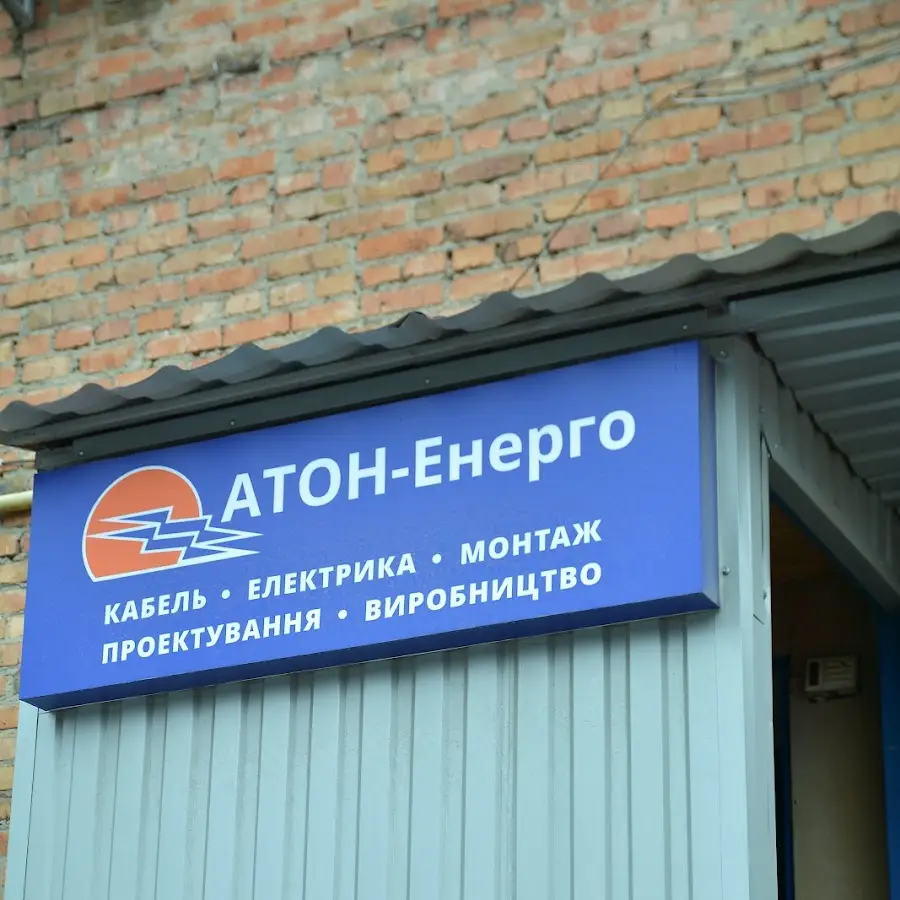 АТОН-Енерго
КАБЕЛЬ • ЕЛЕКТРИКА • МОНТАЖ
ПРОЕКТУВАННЯ • ВИРОБНИЦТВО